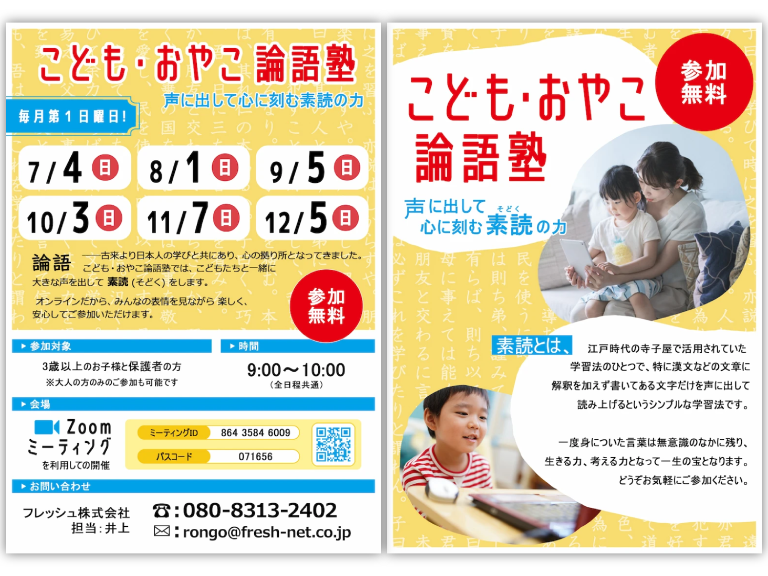 こども・おやこ論語塾
声に出して心に刻む素読の力
毎月第1日曜日!
7/4 日 8/1 日 9/5 日
10/3 日 11/7 日 12/5 日
論語 ――古来より日本人の学びと共にあり、心の拠り所となってきました。
こども・おやこ論語塾では、こどもたちと一緒に
大きな声を出して 素読 (そどく) をします。
オンラインだから、みんなの表情を見ながら 楽しく、
安心してご参加いただけます。
参加
無料
参加対象
3歳以上のお子様と保護者の方
※大人の方のみのご参加も可能です
時間
9:00～10:00
(全日程共通)
会場
Zoom
ミーティング
を利用しての開催
ミーティングID 864 3584 6009
パスコード 071656
お問い合わせ
フレッシュ株式会社
担当:井上
☎:080-8313-2402
✉:rongo@fresh-net.co.jp
こども・おやこ
論語塾
参加
無料
声に出して
そどく
心に刻む素読の力
素読とは、
江戸時代の寺子屋で活用されていた
学習法のひとつで、特に漢文などの文章に
解釈を加えず書いてある文字だけを声に出して
読み上げるというシンプルな学習法です。
一度身についた言葉は無意識のなかに残り、
生きる力、考える力となって一生の宝となります。
どうぞお気軽にご参加ください。